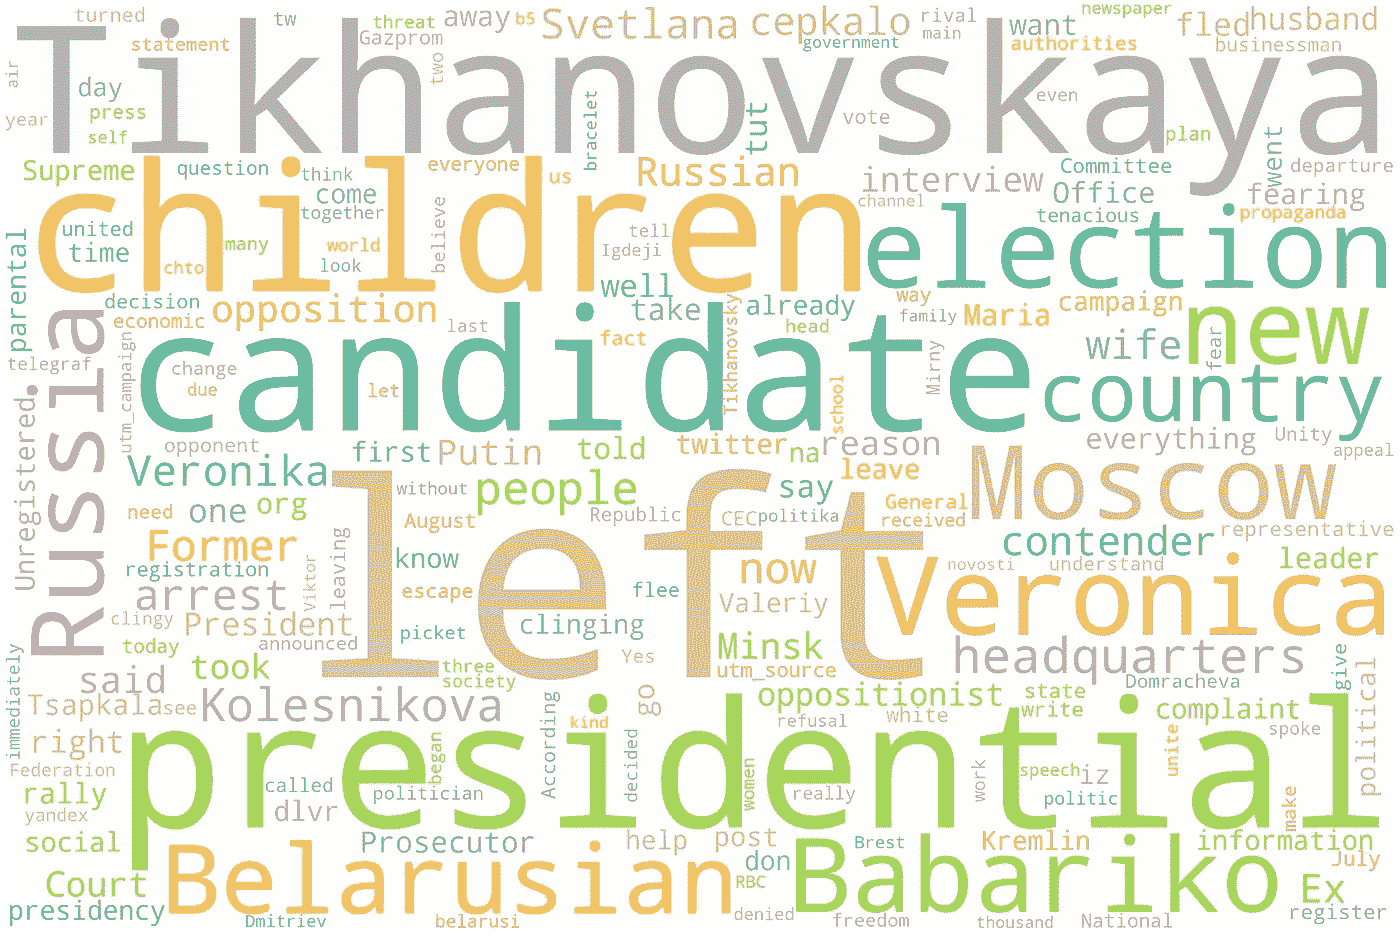 turned
tw
threat
away
b5
Svetlana
cepkalo
rival
main
want
newspaper
fled
husband
statement
Gazprom
government
authorities
businessman
Tikhanovskaya
air
day
two
year
press
self
bracelet
tut
vote
even
plan
went
departure
Supreme
question
think
everyone
us
Russian
interview
Committee
Office
fearing
children
come
together
believe
channel
tenacious
propaganda
united
time
many
world
look
chto
tell
Igdeji
election
parental
decision
economic
opposition
well
take
already
way
family
Maria
campaign
new
last
fact
head
Tikhanovsky
Russia
telegraf
utm_campaign
change
due
let
candidate
school
Mirny
wife
fear
country
Unregistered
opponent
first
Putin
told
twitter
na
reason
everything
Unity
appeal
Veronika
without
people
say
leave
Moscow
need
one
org
August
Republic
CEC
politika
General
received
representative
Former
know
left
now
contender
leader
registration
Viktor
leaving
escape
flee
novosti
understand
arrest
Valeriy
Veronica
clingy
President
picket
clinging
today
announced
Yes
Minsk
headquarters
took
three
society
utm_source
said
Domracheva
give
immediately
Tsapkala
see
Kolesnikova
According
go
oppositionist
state
write
complaint
political
kind
refusal
white
spoke
right
presidential
began
decided
women
unite
Federation
called
speech
iz
rally
politician
really
work
politic
yandex
dlvr
make
social
Prosecutor
help
post
Brest
Kremlin
information
don
July
Court
Belarusian
RBC
Babariko
Ex
presidency
Dmitriev
belarusi
denied
freedom
thousand
National
register